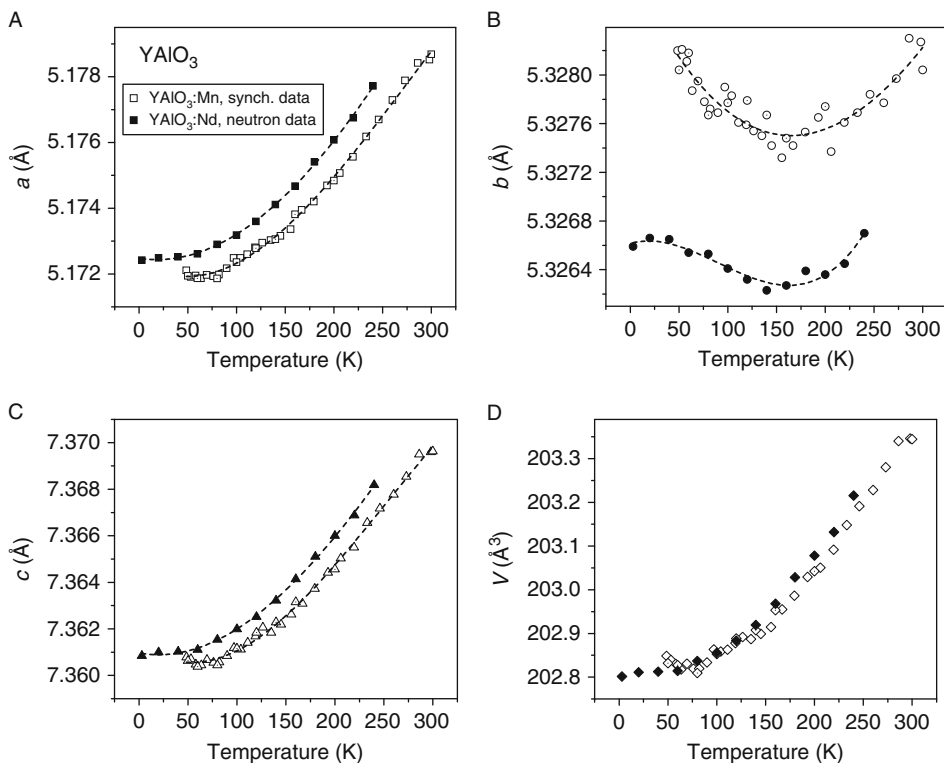 A
YAlO3
YAlO3:Mn, synch. data
YAlO3:Nd, neutron data
5.178
5.176
5.174
5.172
a (Å)
0 50 100 150 200 250 300
Temperature (K)
B
5.3280
5.3276
5.3272
5.3268
5.3264
b (Å)
0 50 100 150 200 250 300
Temperature (K)
C
7.370
7.368
7.366
7.364
7.362
7.360
c (Å)
0 50 100 150 200 250 300
Temperature (K)
D
203.3
203.2
203.1
203.0
202.9
202.8
V (Å3)
0 50 100 150 200 250 300
Temperature (K)